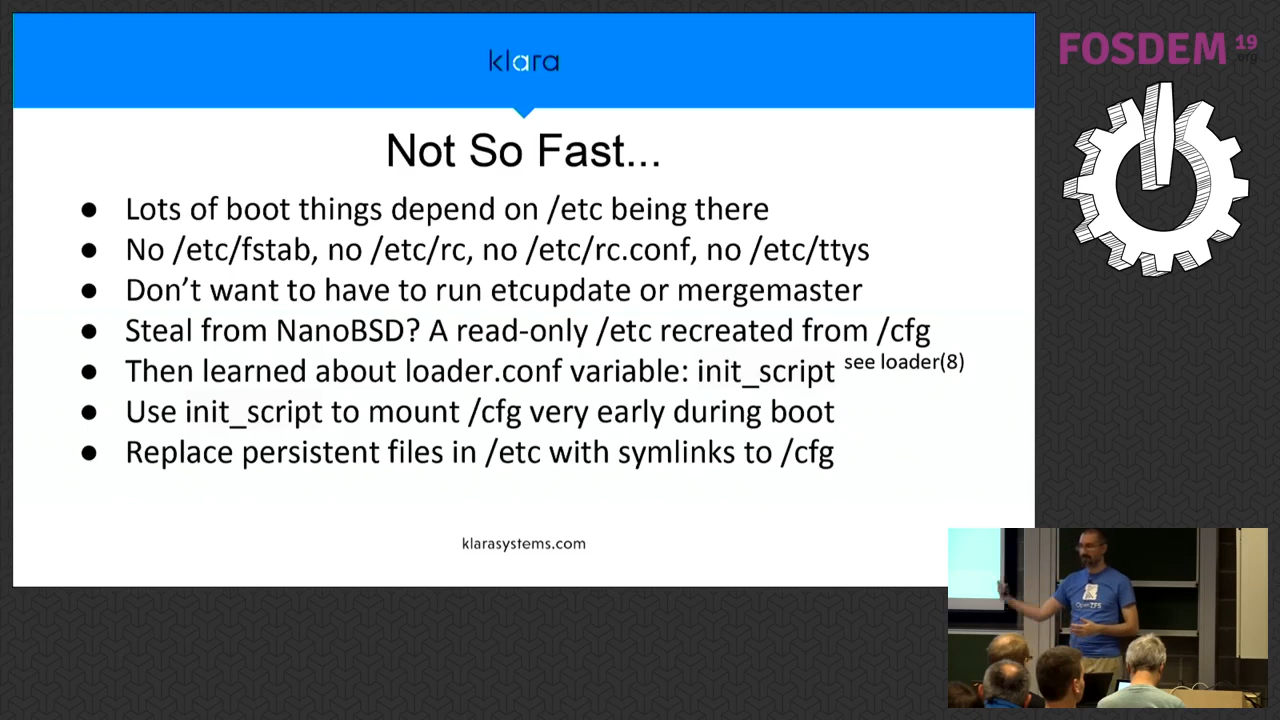 klara
FOSDEM 19
.org
Not So Fast...
● Lots of boot things depend on /etc being there
● No /etc/fstab, no /etc/rc, no /etc/rc.conf, no /etc/ttys
● Don’t want to have to run etcupdate or mergemaster
● Steal from NanoBSD? A read-only /etc recreated from /cfg
● Then learned about loader.conf variable: init_script see loader(8)
● Use init_script to mount /cfg very early during boot
● Replace persistent files in /etc with symlinks to /cfg
klarasystems.com
OpenZFS